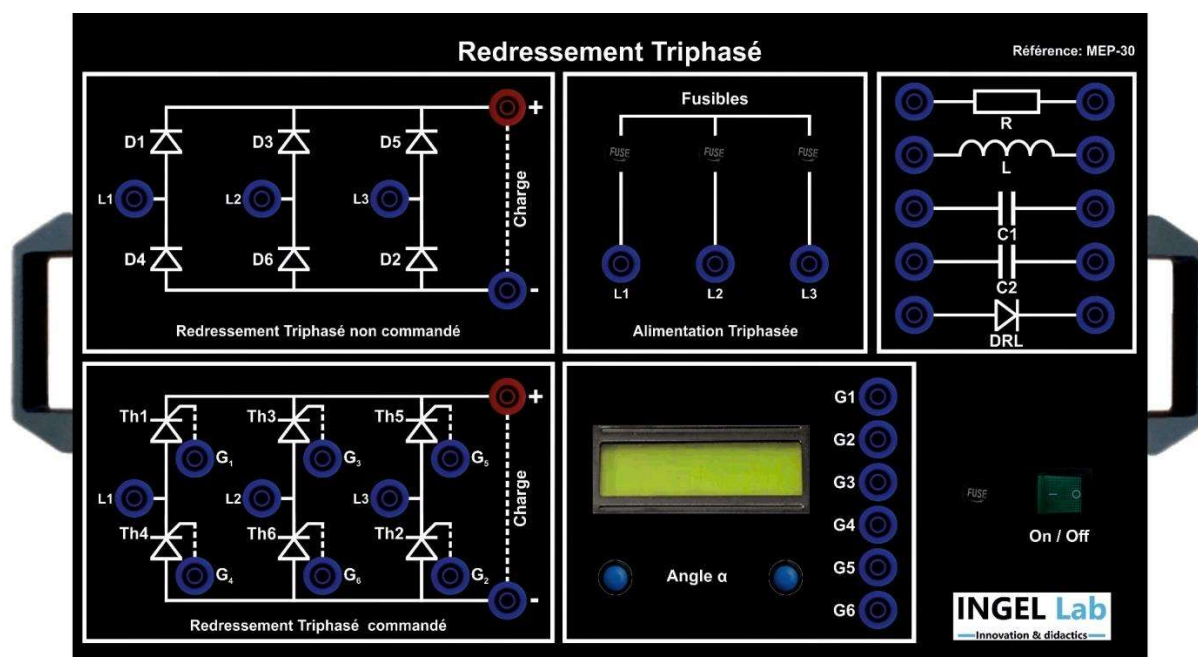 Redressement Triphasé
Référence: MEP-30
D1
D3
D5
+
L1
L2
L3
Charge
D4
D6
D2
-
Redressement Triphasé non commandé
Fusibles
FUSE
FUSE
FUSE
L1
L2
L3
Alimentation Triphasée
R
L
C1
C2
DRL
Th1
Th3
Th5
+
G1
G3
G5
L1
L2
L3
Charge
Th4
Th6
Th2
G4
G6
G2
-
Redressement Triphasé commandé
Angle α
G1
G2
G3
G4
G5
G6
FUSE
I
O
On / Off
INGEL Lab
Innovation & didactics